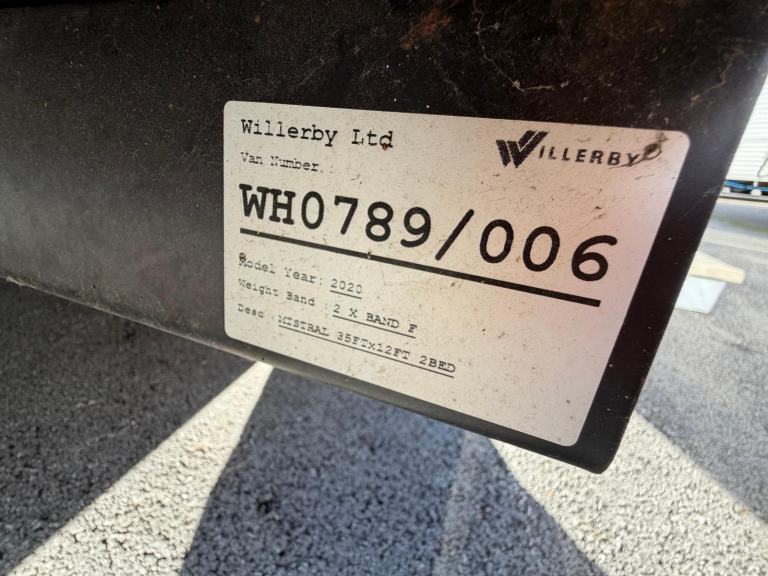 Willerby Ltd
WILLERBY
Van Number.
WH0789/006
Model Year: 2020
Weight Band : 2 X BAND F
Desc : MISTRAL 35FTx12FT 2BED